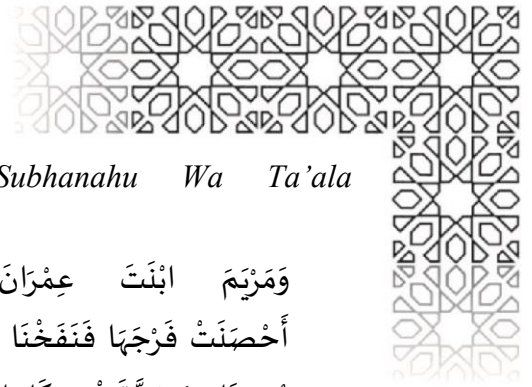 Subhanahu Wa Ta’ala
وَمَرْيَمَ ابْنَتَ عِمْرَانَ
أَحْصَنَتْ فَرْجَهَا فَنَفَخْنَا